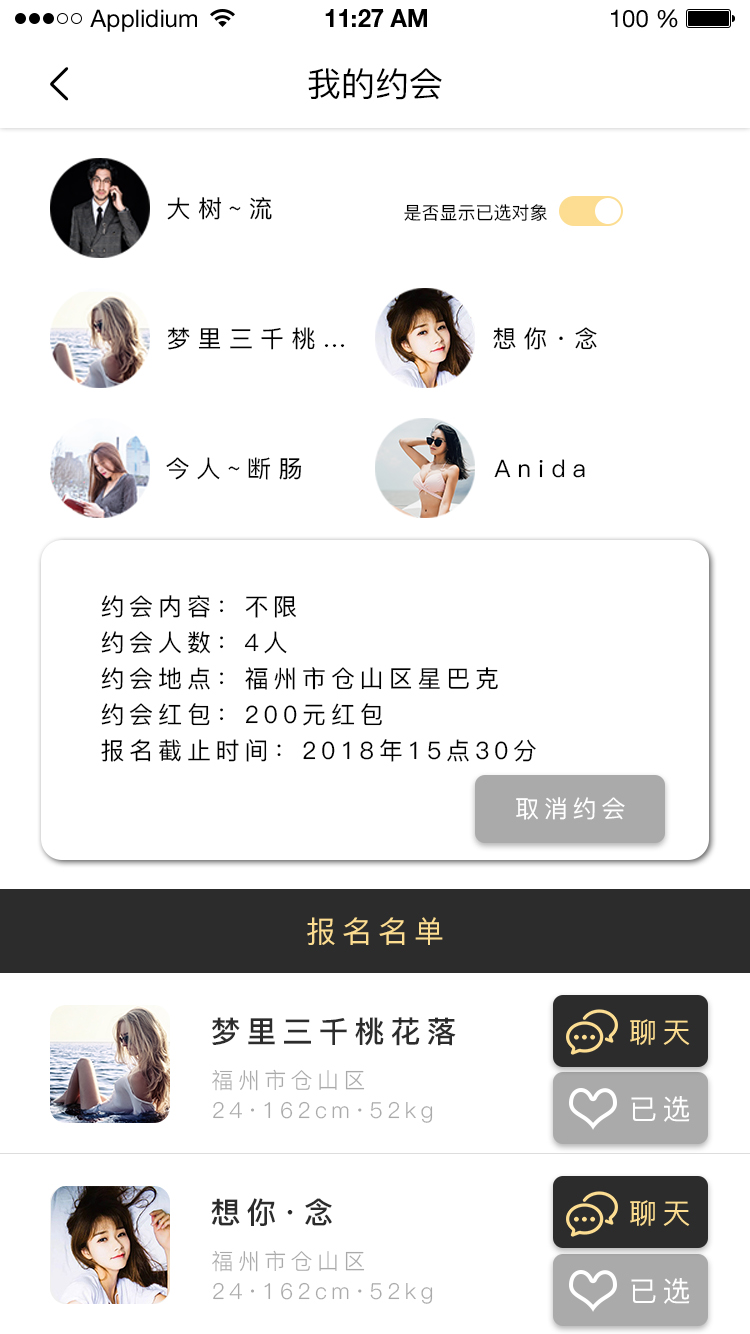 Applidium 11:27 AM 100 %
我的约会
大树~流 是否显示已选对象
梦里三千桃... 想你·念
今人~断肠 Anida
约会内容：不限
约会人数：4人
约会地点：福州市仓山区星巴克
约会红包：200元红包
报名截止时间：2018年15点30分
取消约会
报名名单
梦里三千桃花落
聊天
福州市仓山区
24·162cm·52kg
已选
想你·念
聊天
福州市仓山区
24·162cm·52kg
已选